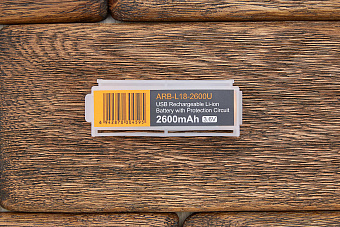 ARB-L18-2600U
USB Rechargeable Li-ion
Battery with Protection Circuit
2600mAh 3.6V